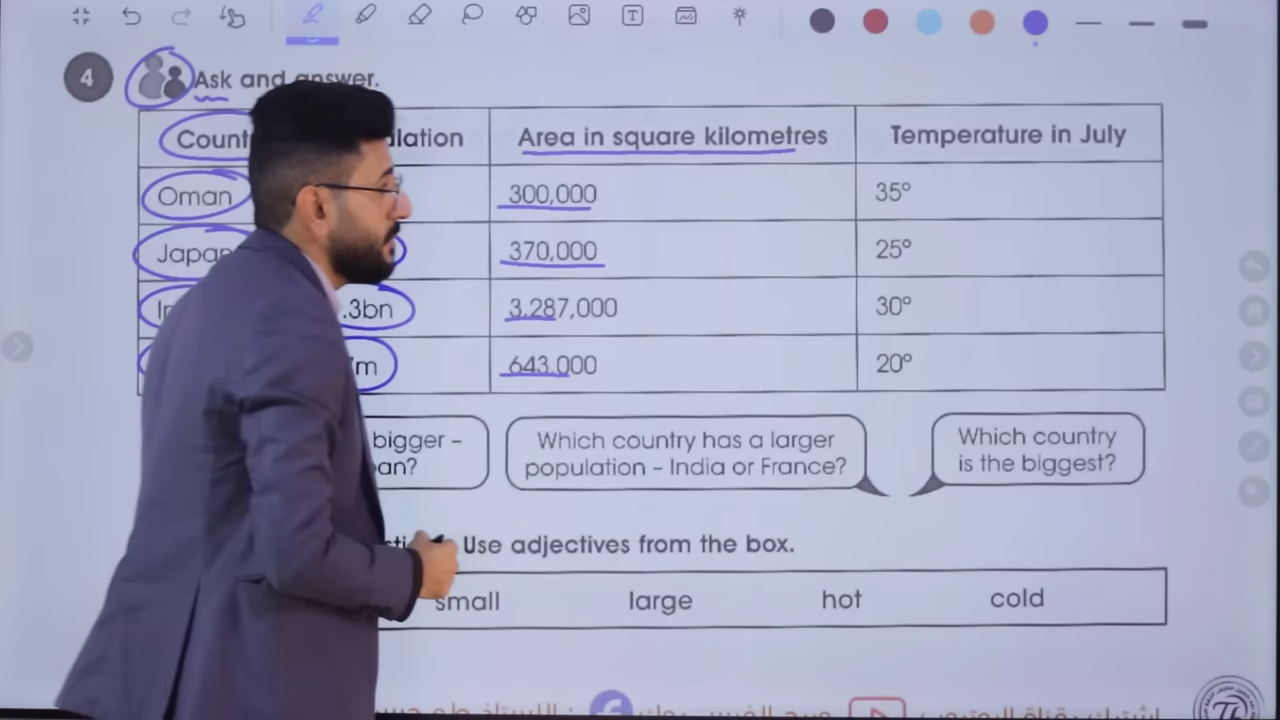 4 Ask and answer.
Area in square kilometres Temperature in July
Oman 300,000 35°
370,000 25°
.3bn 3,287,000 30°
643,000 20°
bigger – Which country has a larger Which country
population – India or France? is the biggest?
Use adjectives from the box.
small large hot cold